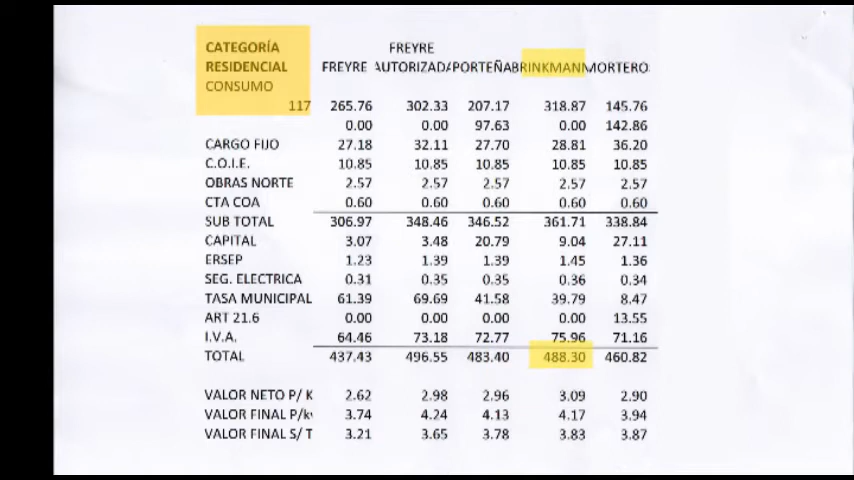 CATEGORÍA FREYRE
RESIDENCIAL FREYRE AUTORIZADA PORTEÑA BRINKMANN MORTEROS
CONSUMO
117 265.76 302.33 207.17 318.87 145.76
0.00 0.00 97.63 0.00 142.86
CARGO FIJO 27.18 32.11 27.70 28.81 36.20
C.O.I.E. 10.85 10.85 10.85 10.85 10.85
OBRAS NORTE 2.57 2.57 2.57 2.57 2.57
CTA COA 0.60 0.60 0.60 0.60 0.60
SUB TOTAL 306.97 348.46 346.52 361.71 338.84
CAPITAL 3.07 3.48 20.79 9.04 27.11
ERSEP 1.23 1.39 1.39 1.45 1.36
SEG. ELECTRICA 0.31 0.35 0.35 0.36 0.34
TASA MUNICIPAL 61.39 69.69 41.58 39.79 8.47
ART 21.6 0.00 0.00 0.00 0.00 13.55
I.V.A. 64.46 73.18 72.77 75.96 71.16
TOTAL 437.43 496.55 483.40 488.30 460.82
VALOR NETO P/ K 2.62 2.98 2.96 3.09 2.90
VALOR FINAL P/kw 3.74 4.24 4.13 4.17 3.94
VALOR FINAL S/ T 3.21 3.65 3.78 3.83 3.87